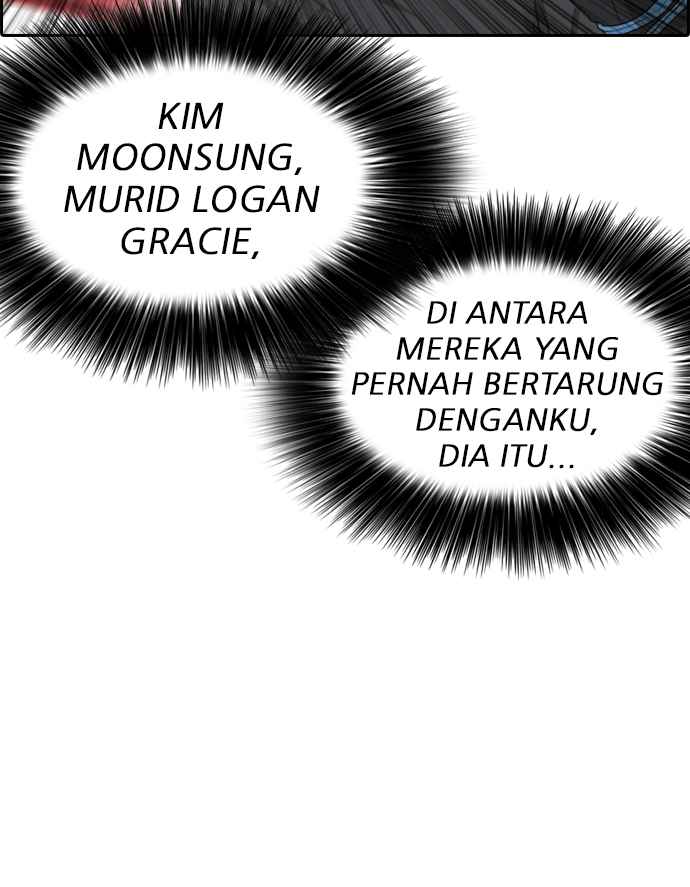 KIM
MOONSUNG,
MURID LOGAN
GRACIE,
DI ANTARA
MEREKA YANG
PERNAH BERTARUNG
DENGANKU,
DIA ITU...